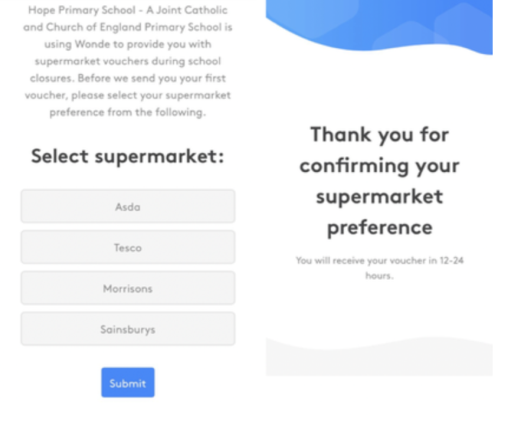 Hope Primary School - A Joint Catholic
and Church of England Primary School is
using Wonde to provide you with
supermarket vouchers during school
closures. Before we send you your first
voucher, please select your supermarket
preference from the following.
Select supermarket:
Asda
Tesco
Morrisons
Sainsburys
Submit
Thank you for
confirming your
supermarket
preference
You will receive your voucher in 12-24
hours.